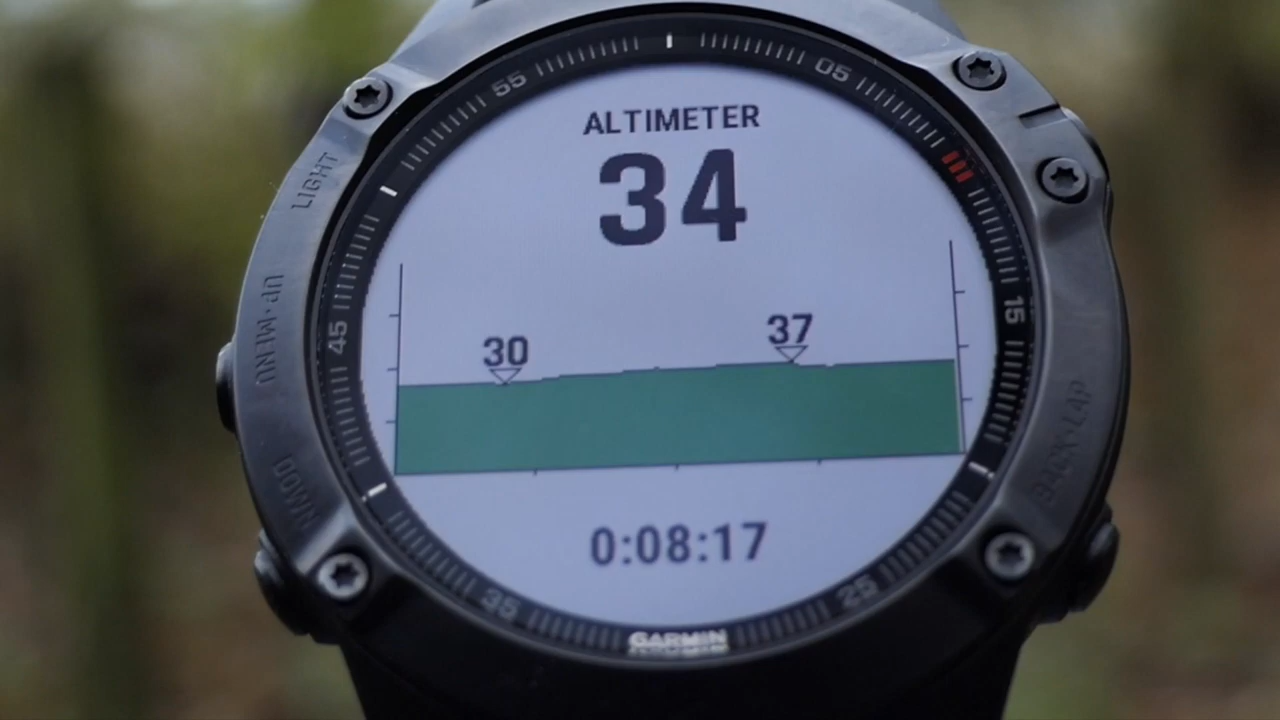 55
05
ALTIMETER
34
LIGHT
UP·MENU
45
15
30
37
DOWN
BACK·LAP
0:08:17
35
25
GARMIN